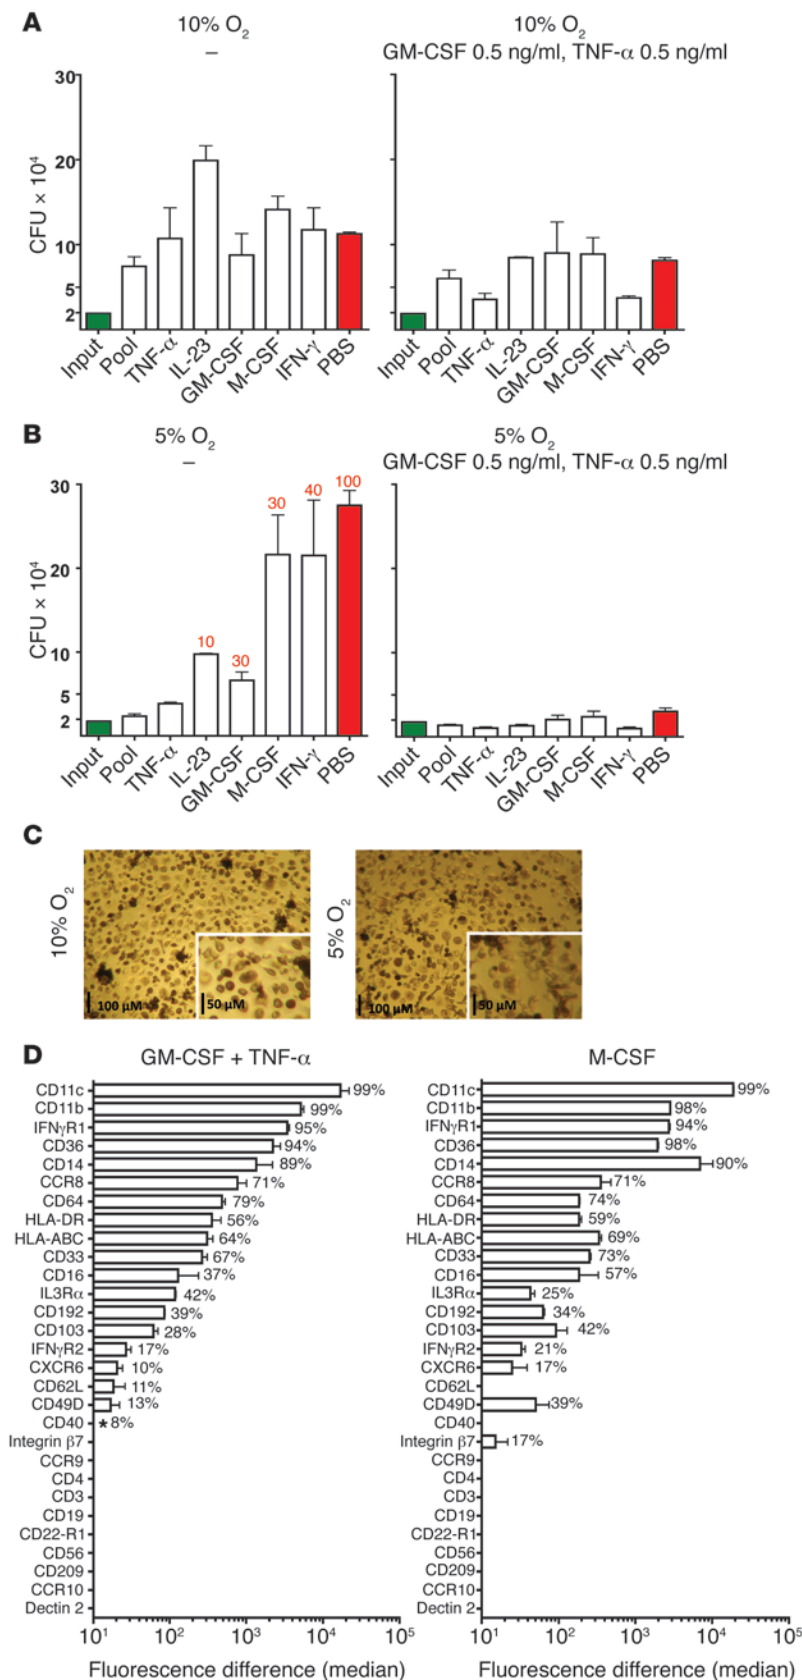 A
10% O2
–
10% O2
GM-CSF 0.5 ng/ml, TNF-α 0.5 ng/ml
CFU × 10⁴
30
20
10
5
2
Input Pool TNF-α IL-23 GM-CSF M-CSF IFN-γ PBS
Input Pool TNF-α IL-23 GM-CSF M-CSF IFN-γ PBS
B
5% O2
–
5% O2
GM-CSF 0.5 ng/ml, TNF-α 0.5 ng/ml
CFU × 10⁴
30
20
10
5
2
10 30 30 40 100
Input Pool TNF-α IL-23 GM-CSF M-CSF IFN-γ PBS
Input Pool TNF-α IL-23 GM-CSF M-CSF IFN-γ PBS
C
10% O2
100 µM
50 µM
5% O2
100 µM
50 µM
D
GM-CSF + TNF-α
CD11c 99%
CD11b 99%
IFNγR1 95%
CD36 94%
CD14 89%
CCR8 71%
CD64 79%
HLA-DR 56%
HLA-ABC 64%
CD33 67%
CD16 37%
IL3Rα 42%
CD192 39%
CD103 28%
IFNγR2 17%
CXCR6 10%
CD62L 11%
CD49D 13%
CD40 * 8%
Integrin β7
CCR9
CD4
CD3
CD19
CD22-R1
CD56
CD209
CCR10
Dectin 2
10¹ 10² 10³ 10⁴ 10⁵
Fluorescence difference (median)
M-CSF
CD11c 99%
CD11b 98%
IFNγR1 94%
CD36 98%
CD14 90%
CCR8 71%
CD64 74%
HLA-DR 59%
HLA-ABC 69%
CD33 73%
CD16 57%
IL3Rα 25%
CD192 34%
CD103 42%
IFNγR2 21%
CXCR6 17%
CD62L
CD49D 39%
CD40
Integrin β7 17%
CCR9
CD4
CD3
CD19
CD22-R1
CD56
CD209
CCR10
Dectin 2
10¹ 10² 10³ 10⁴ 10⁵
Fluorescence difference (median)